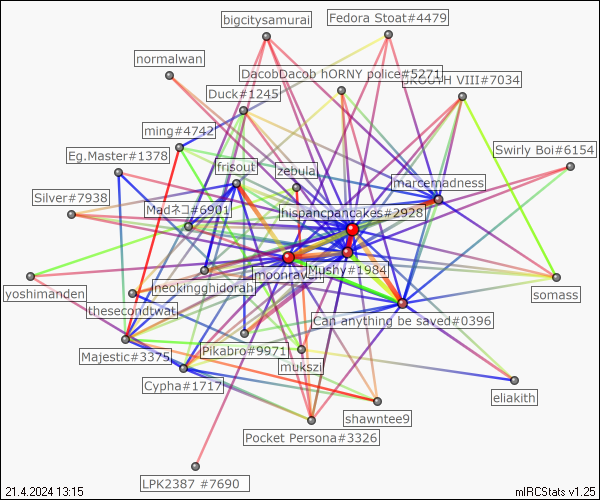 bigcitysamurai
Fedora Stoat#4479
normalwan
DacobDacob hORNY police#5271
VIII#7034
Duck#1245
ming#4742
Swirly Boi#6154
Eg.Master#1378
frisout
zebula
marcemadness
Silver#7938
Madネコ#6901
hispancpancakes#2928
Mushy#1984
neokingghidorah
yoshimanden
somass
thesecondtwat
Can anything be saved#0396
Majestic#3375
Pikabro#9971
mukszi
Cypha#1717
eliakith
shawntee9
Pocket Persona#3326
LPK2387 #7690
21.4.2024 13:15
mIRCStats v1.25